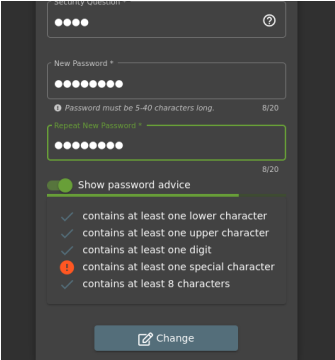 Security Question *
●●●●
New Password *
●●●●●●●●
Password must be 5-40 characters long. 8/20
Repeat New Password *
●●●●●●●●
8/20
Show password advice
contains at least one lower character
contains at least one upper character
contains at least one digit
contains at least one special character
contains at least 8 characters
Change